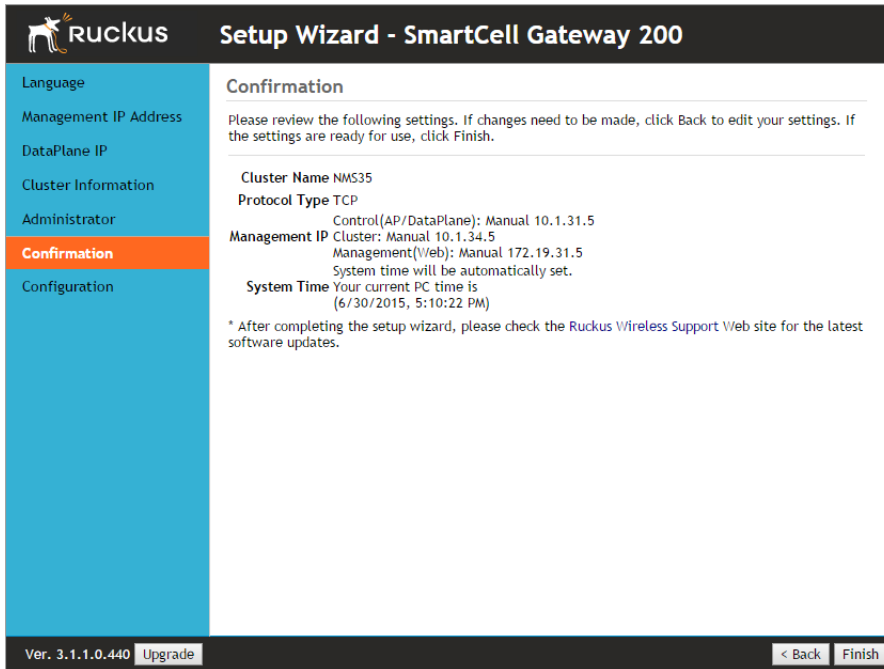 Ruckus
Setup Wizard - SmartCell Gateway 200
Language
Management IP Address
DataPlane IP
Cluster Information
Administrator
Confirmation
Configuration
Confirmation
Please review the following settings. If changes need to be made, click Back to edit your settings. If
the settings are ready for use, click Finish.
Cluster Name NMS35
Protocol Type TCP
Control(AP/DataPlane): Manual 10.1.31.5
Management IP Cluster: Manual 10.1.34.5
Management(Web): Manual 172.19.31.5
System time will be automatically set.
System Time Your current PC time is
(6/30/2015, 5:10:22 PM)
* After completing the setup wizard, please check the Ruckus Wireless Support Web site for the latest
software updates.
Ver. 3.1.1.0.440 Upgrade
< Back Finish